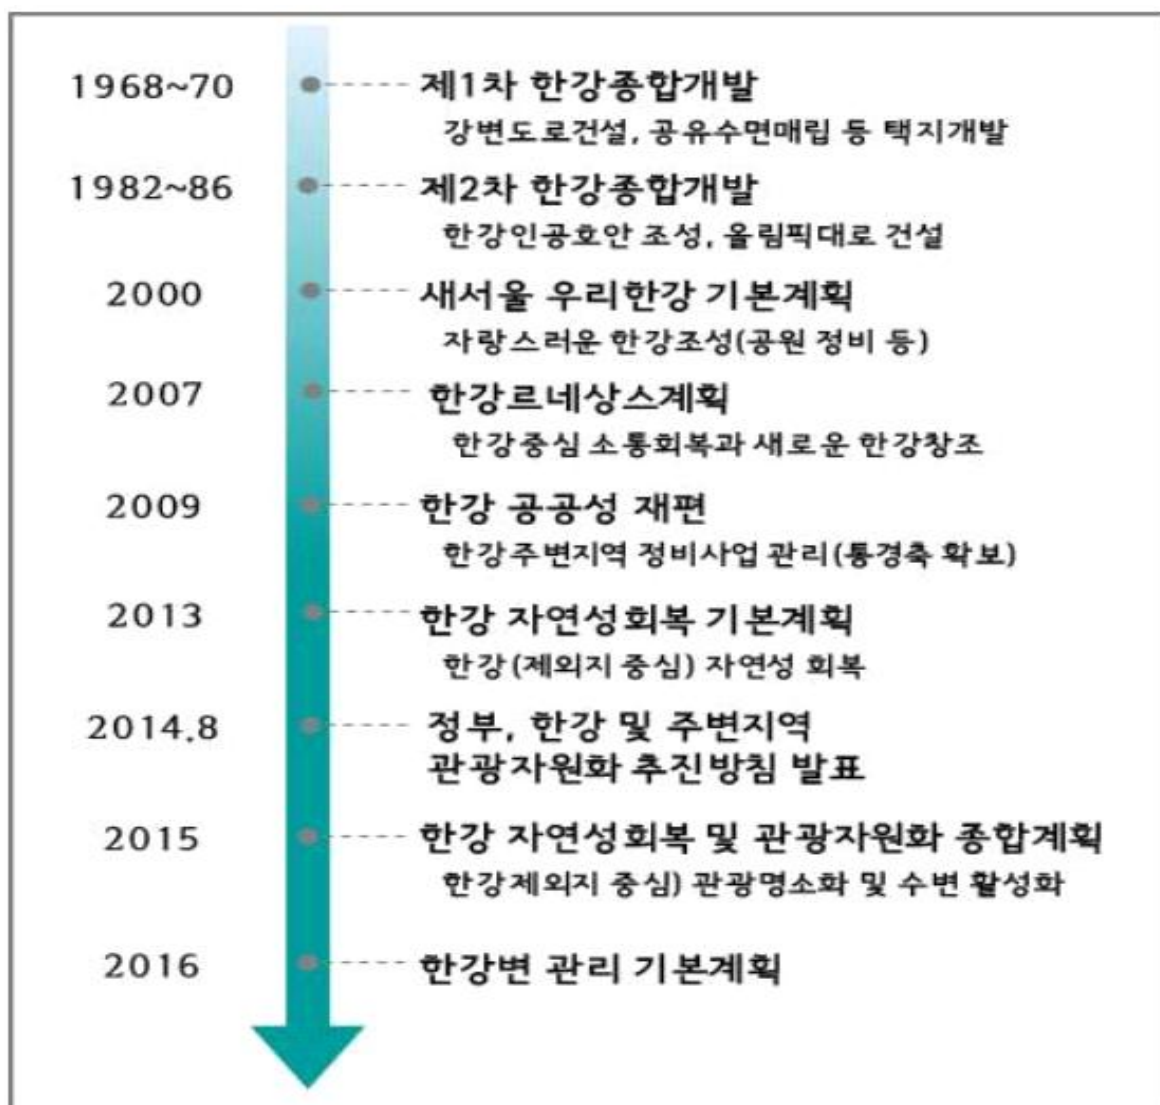 1968~70 제1차 한강종합개발
강변도로건설, 공유수면매립 등 택지개발
1982~86 제2차 한강종합개발
한강인공호안 조성, 올림픽대로 건설
2000 새서울 우리한강 기본계획
자랑스러운 한강조성(공원 정비 등)
2007 한강르네상스계획
한강중심 소통회복과 새로운 한강창조
2009 한강 공공성 재편
한강주변지역 정비사업 관리(통경축 확보)
2013 한강 자연성회복 기본계획
한강(제외지 중심) 자연성 회복
2014.8 정부, 한강 및 주변지역
관광자원화 추진방침 발표
2015 한강 자연성회복 및 관광자원화 종합계획
한강제외지 중심) 관광명소화 및 수변 활성화
2016 한강변 관리 기본계획